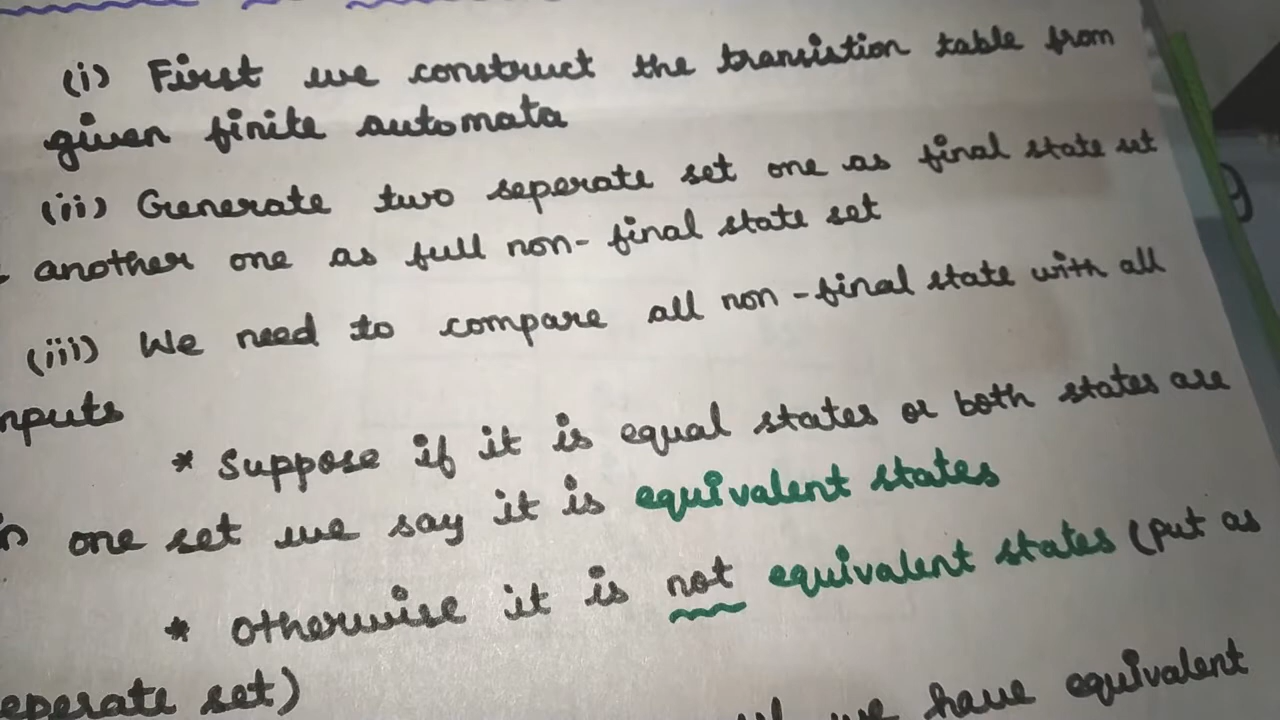 (i) First we construct the transistion table from
given finite automata
(ii) Generate two seperate set one as final state set
another one as full non-final state set
(iii) We need to compare all non-final state with all
nputs
* Suppose if it is equal states or both states are
one set we say it is equivalent states
* Otherwise it is not equivalent states (put as
eperate set)
we have equivalent